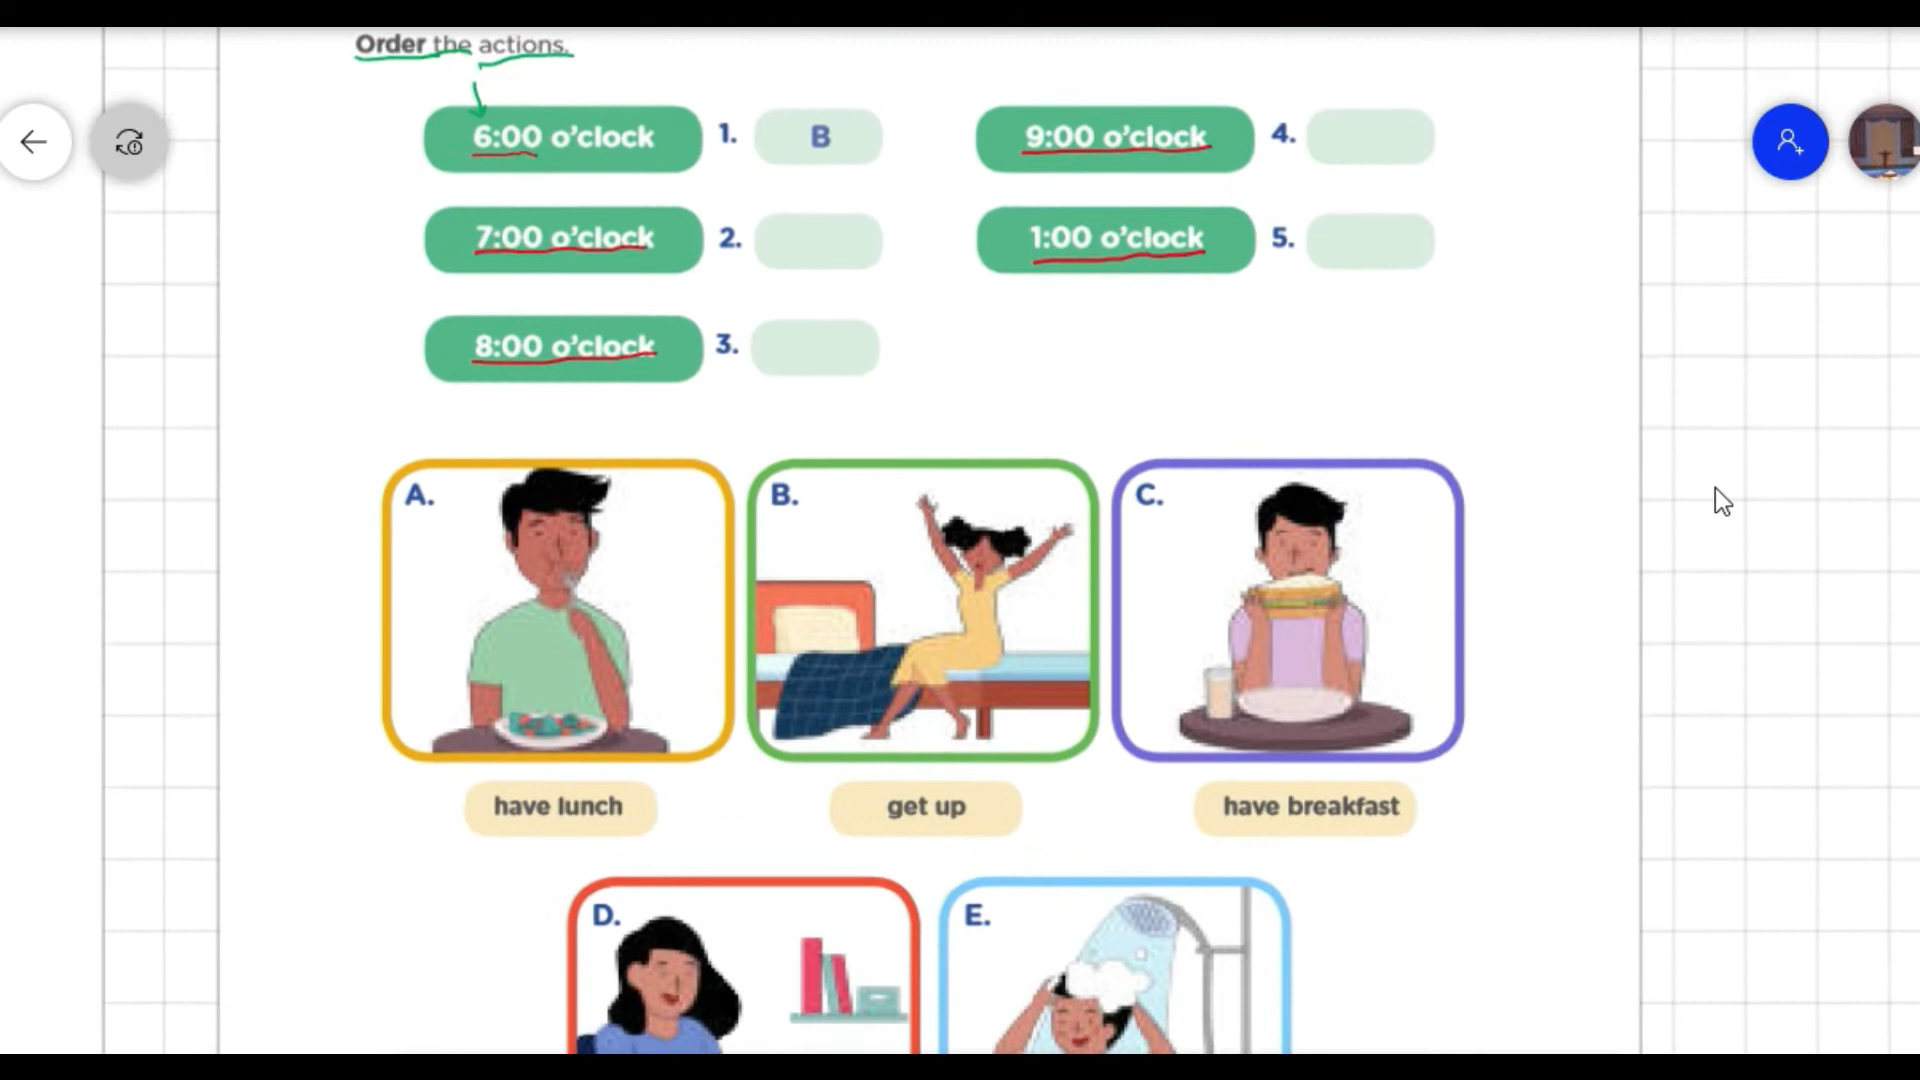 Order the actions.
6:00 o'clock 1. B
9:00 o'clock 4.
7:00 o'clock 2.
1:00 o'clock 5.
8:00 o'clock 3.
A.
B.
C.
have lunch
get up
have breakfast
D.
E.